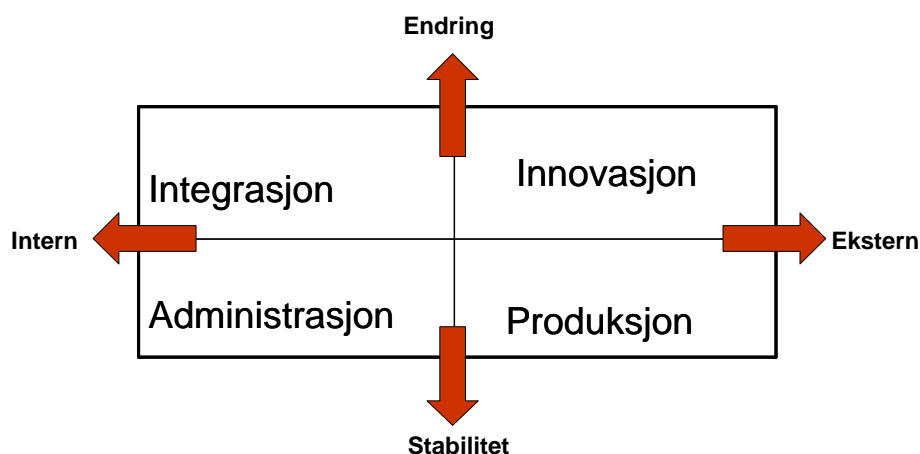 Endring
Integrasjon
Innovasjon
Intern
Ekstern
Administrasjon
Produksjon
Stabilitet